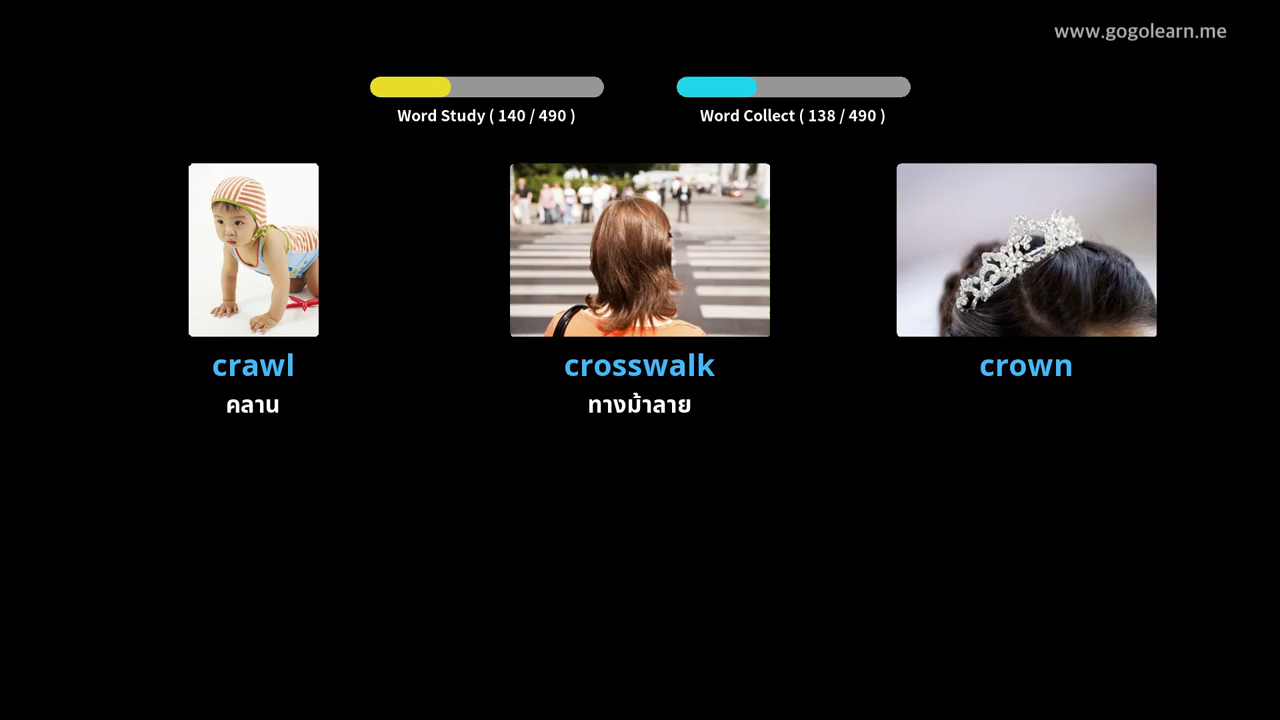 www.gogolearn.me
Word Study ( 140 / 490 )
Word Collect ( 138 / 490 )
crawl
คลาน
crosswalk
ทางม้าลาย
crown